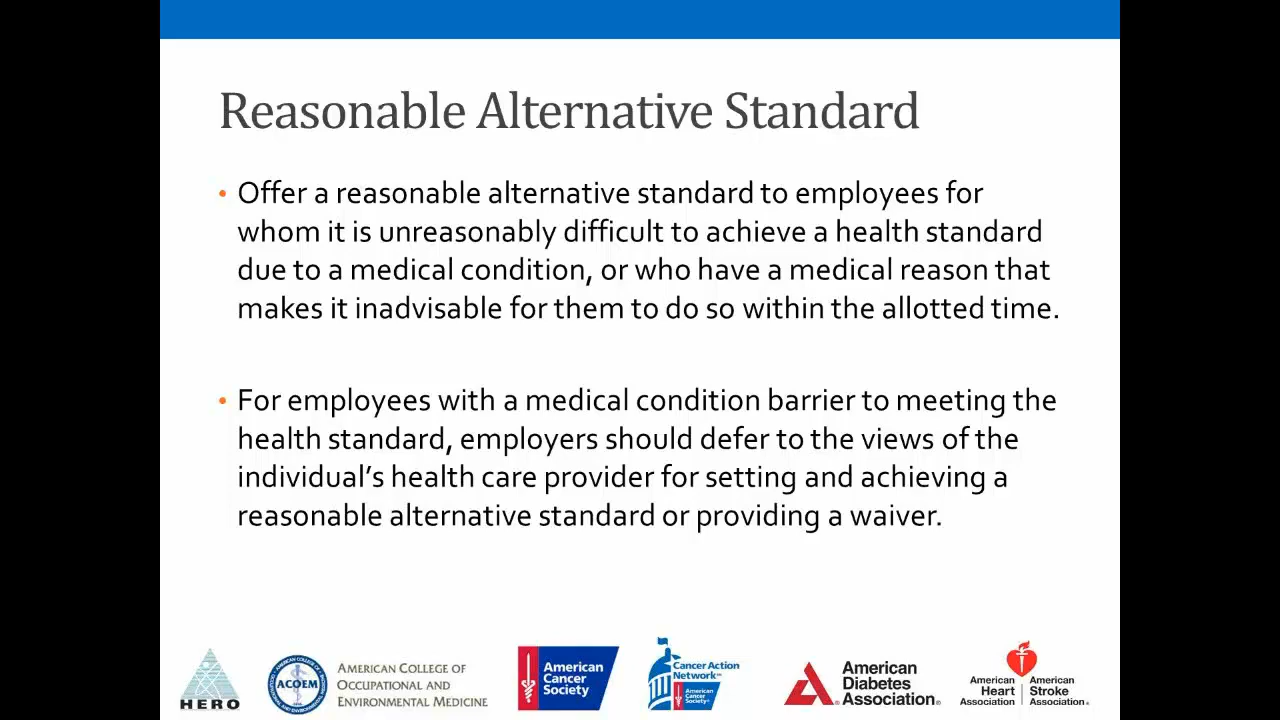 Reasonable Alternative Standard
• Offer a reasonable alternative standard to employees for
whom it is unreasonably difficult to achieve a health standard
due to a medical condition, or who have a medical reason that
makes it inadvisable for them to do so within the allotted time.
• For employees with a medical condition barrier to meeting the
health standard, employers should defer to the views of the
individual’s health care provider for setting and achieving a
reasonable alternative standard or providing a waiver.
HERO
ACOEM
AMERICAN COLLEGE OF
OCCUPATIONAL AND
ENVIRONMENTAL MEDICINE
American
Cancer
Society
Cancer Action
Network
American
Cancer
Society
American
Diabetes
Association®
American
Heart
Association
American
Stroke
Association®